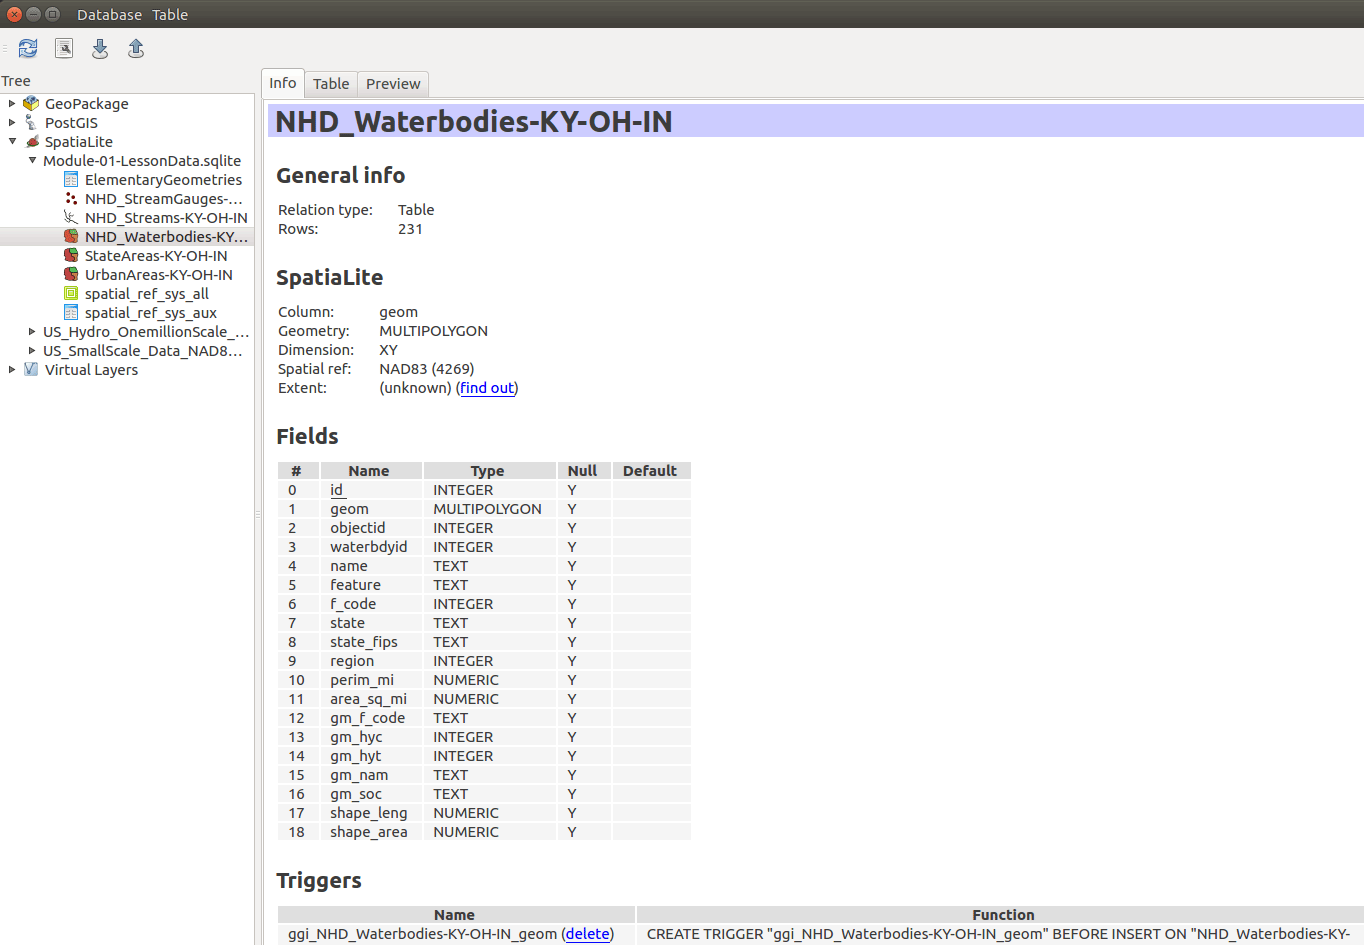 Database Table
Tree
GeoPackage
PostGIS
SpatiaLite
Module-01-LessonData.sqlite
ElementaryGeometries
NHD_StreamGauges-...
NHD_Streams-KY-OH-IN
NHD_Waterbodies-KY...
StateAreas-KY-OH-IN
UrbanAreas-KY-OH-IN
spatial_ref_sys_all
spatial_ref_sys_aux
US_Hydro_OnemillionScale_...
US_SmallScale_Data_NAD8...
Virtual Layers
Info Table Preview
NHD_Waterbodies-KY-OH-IN
General info
Relation type: Table
Rows: 231
SpatiaLite
Column: geom
Geometry: MULTIPOLYGON
Dimension: XY
Spatial ref: NAD83 (4269)
Extent: (unknown) (find out)
Fields
# Name Type Null Default
0 id INTEGER Y
1 geom MULTIPOLYGON Y
2 objectid INTEGER Y
3 waterbdyid INTEGER Y
4 name TEXT Y
5 feature TEXT Y
6 f_code INTEGER Y
7 state TEXT Y
8 state_fips TEXT Y
9 region INTEGER Y
10 perim_mi NUMERIC Y
11 area_sq_mi NUMERIC Y
12 gm_f_code TEXT Y
13 gm_hyc INTEGER Y
14 gm_hyt INTEGER Y
15 gm_nam TEXT Y
16 gm_soc TEXT Y
17 shape_leng NUMERIC Y
18 shape_area NUMERIC Y
Triggers
Name Function
ggi_NHD_Waterbodies-KY-OH-IN_geom (delete) CREATE TRIGGER "ggi_NHD_Waterbodies-KY-OH-IN_geom" BEFORE INSERT ON "NHD_Waterbodies-KY-